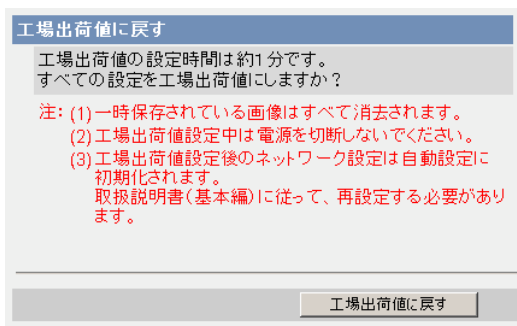 工場出荷値に戻す
工場出荷値の設定時間は約1分です。
すべての設定を工場出荷値にしますか？
注： (1)一時保存されている画像はすべて消去されます。
(2)工場出荷値設定中は電源を切断しないでください。
(3)工場出荷値設定後のネットワーク設定は自動設定に
初期化されます。
取扱説明書(基本編)に従って、再設定する必要があり
ます。
工場出荷値に戻す